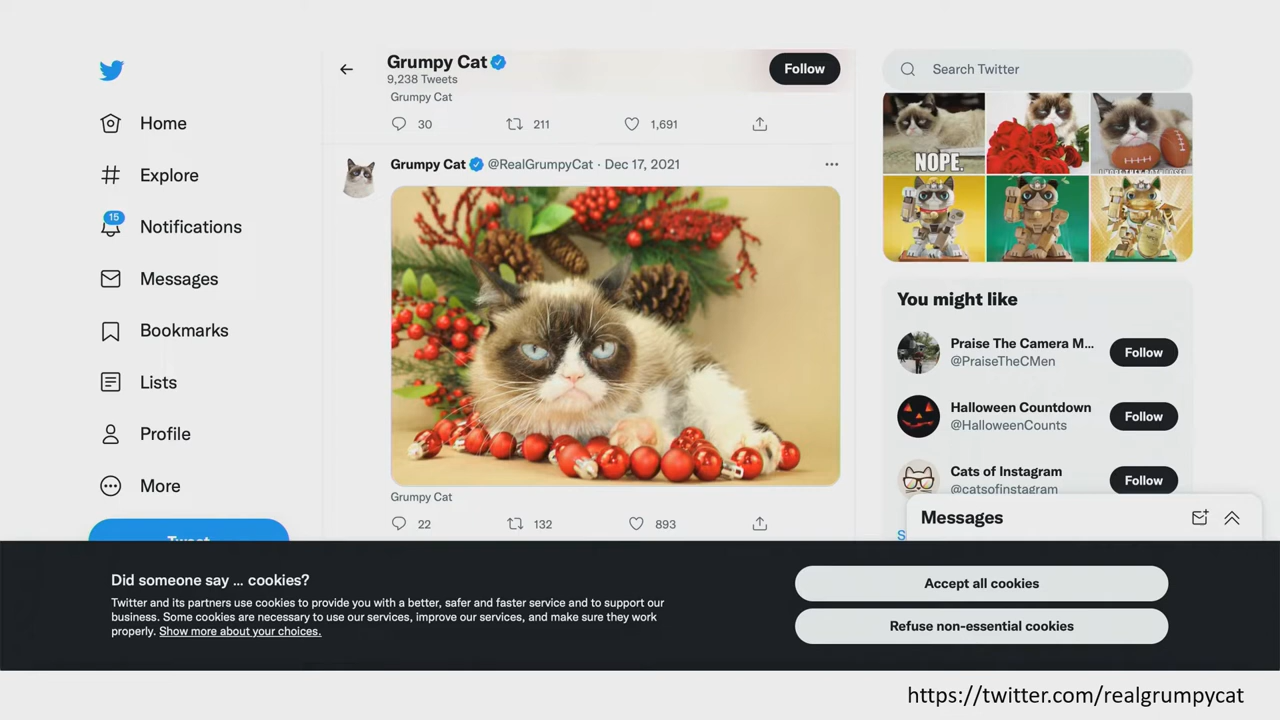 Grumpy Cat
9,238 Tweets
Follow
Search Twitter
Grumpy Cat
30
211
1,691
Home
Explore
15
Notifications
Messages
Bookmarks
Lists
Profile
More
Tweet
Grumpy Cat @RealGrumpyCat · Dec 17, 2021
Grumpy Cat
22
132
893
NOPE.
I HOPE THEY BOTH LOSE!
You might like
Praise The Camera M...
@PraiseTheCMen
Follow
Halloween Countdown
@HalloweenCounts
Follow
Cats of Instagram
@catsofinstagram
Follow
S
Messages
Did someone say … cookies?
Twitter and its partners use cookies to provide you with a better, safer and faster service and to support our
business. Some cookies are necessary to use our services, improve our services, and make sure they work
properly. Show more about your choices.
Accept all cookies
Refuse non-essential cookies
https://twitter.com/realgrumpycat